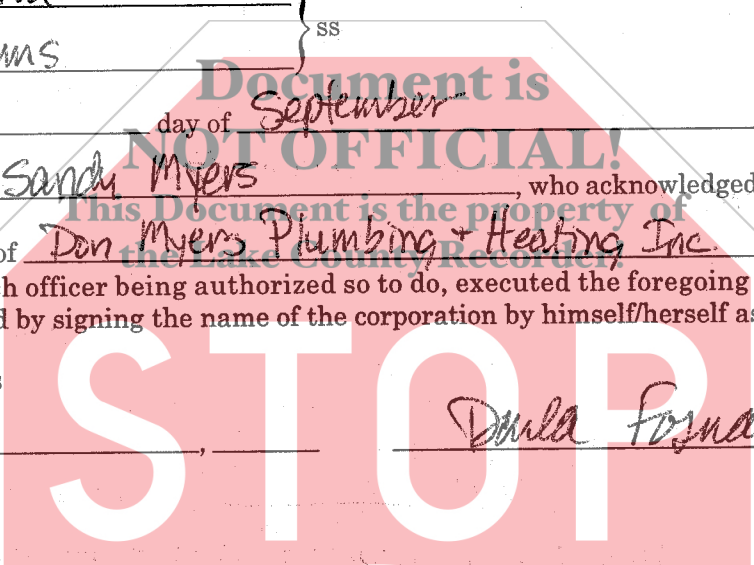 ss
Document is
day of September
NOT OFFICIAL!
Sandy Myers, who acknowledged
This Document is the property of
of Don Myers Plumbing + Heating Inc.
the Lake County Recorder!
h officer being authorized so to do, executed the foregoing
d by signing the name of the corporation by himself/herself as
s
,
Darla
STOP